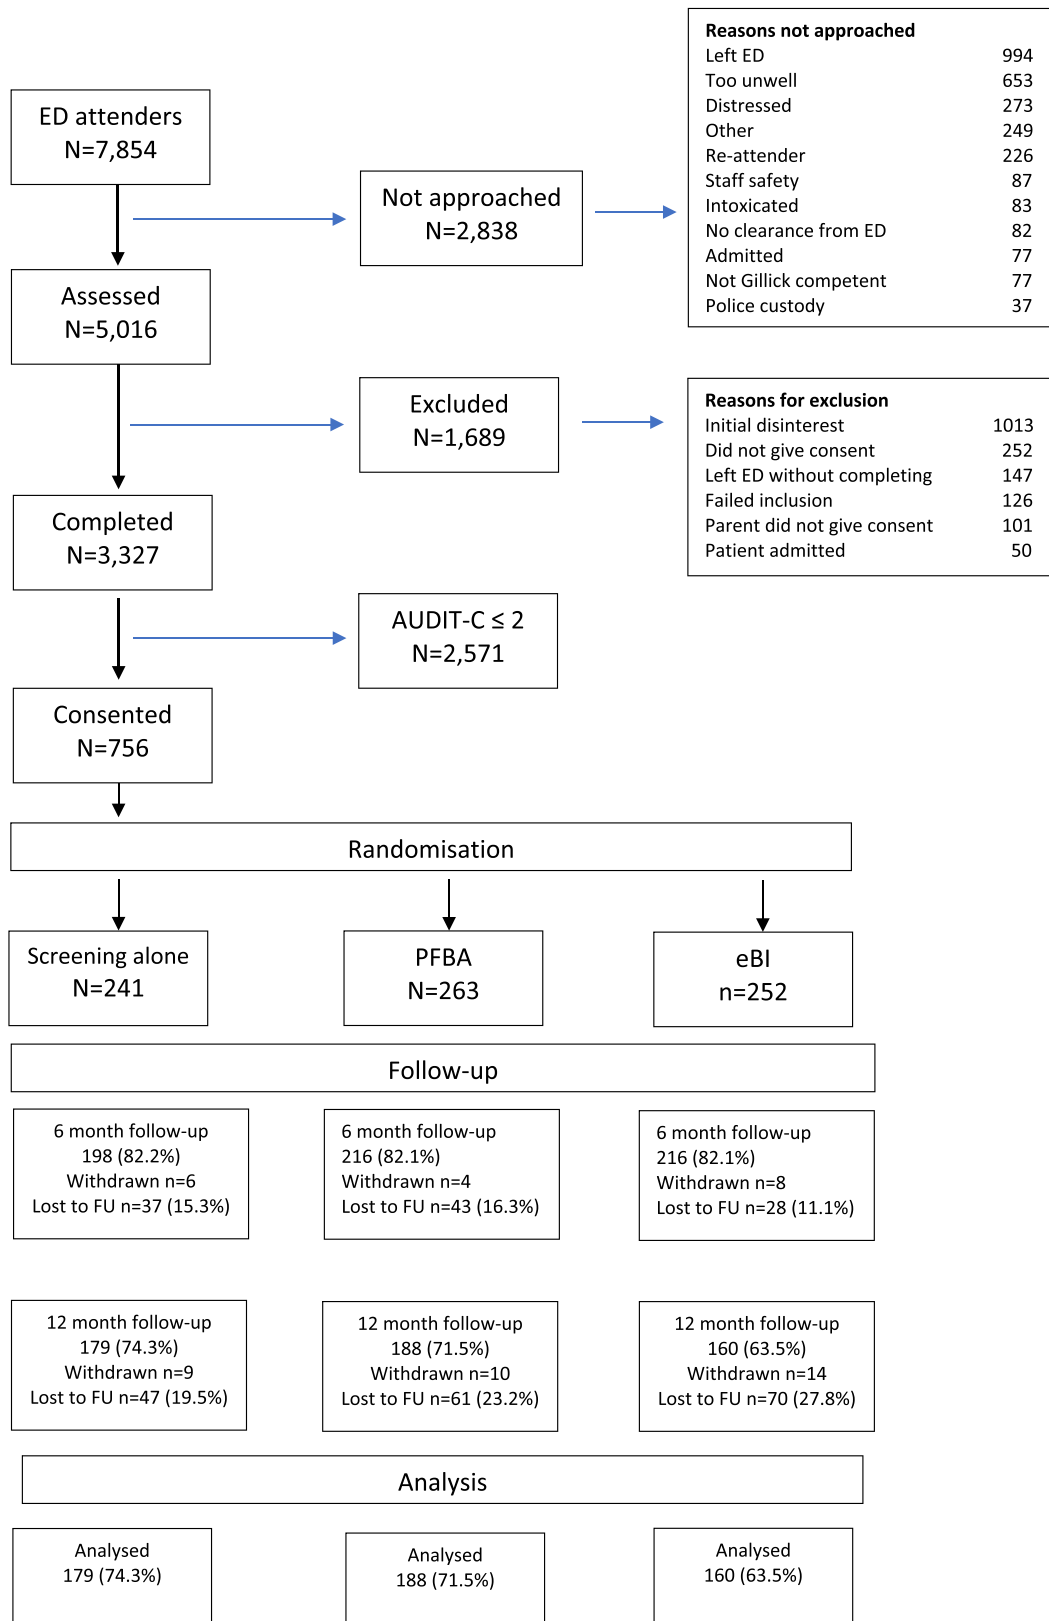 Reasons not approached
Left ED 994
Too unwell 653
Distressed 273
Other 249
Re-attender 226
Staff safety 87
Intoxicated 83
No clearance from ED 82
Admitted 77
Not Gillick competent 77
Police custody 37
ED attenders
N=7,854
Not approached
N=2,838
Assessed
N=5,016
Excluded
N=1,689
Reasons for exclusion
Initial disinterest 1013
Did not give consent 252
Left ED without completing 147
Failed inclusion 126
Parent did not give consent 101
Patient admitted 50
Completed
N=3,327
AUDIT-C ≤ 2
N=2,571
Consented
N=756
Randomisation
Screening alone
N=241
PFBA
N=263
eBI
n=252
Follow-up
6 month follow-up
198 (82.2%)
Withdrawn n=6
Lost to FU n=37 (15.3%)
6 month follow-up
216 (82.1%)
Withdrawn n=4
Lost to FU n=43 (16.3%)
6 month follow-up
216 (82.1%)
Withdrawn n=8
Lost to FU n=28 (11.1%)
12 month follow-up
179 (74.3%)
Withdrawn n=9
Lost to FU n=47 (19.5%)
12 month follow-up
188 (71.5%)
Withdrawn n=10
Lost to FU n=61 (23.2%)
12 month follow-up
160 (63.5%)
Withdrawn n=14
Lost to FU n=70 (27.8%)
Analysis
Analysed
179 (74.3%)
Analysed
188 (71.5%)
Analysed
160 (63.5%)